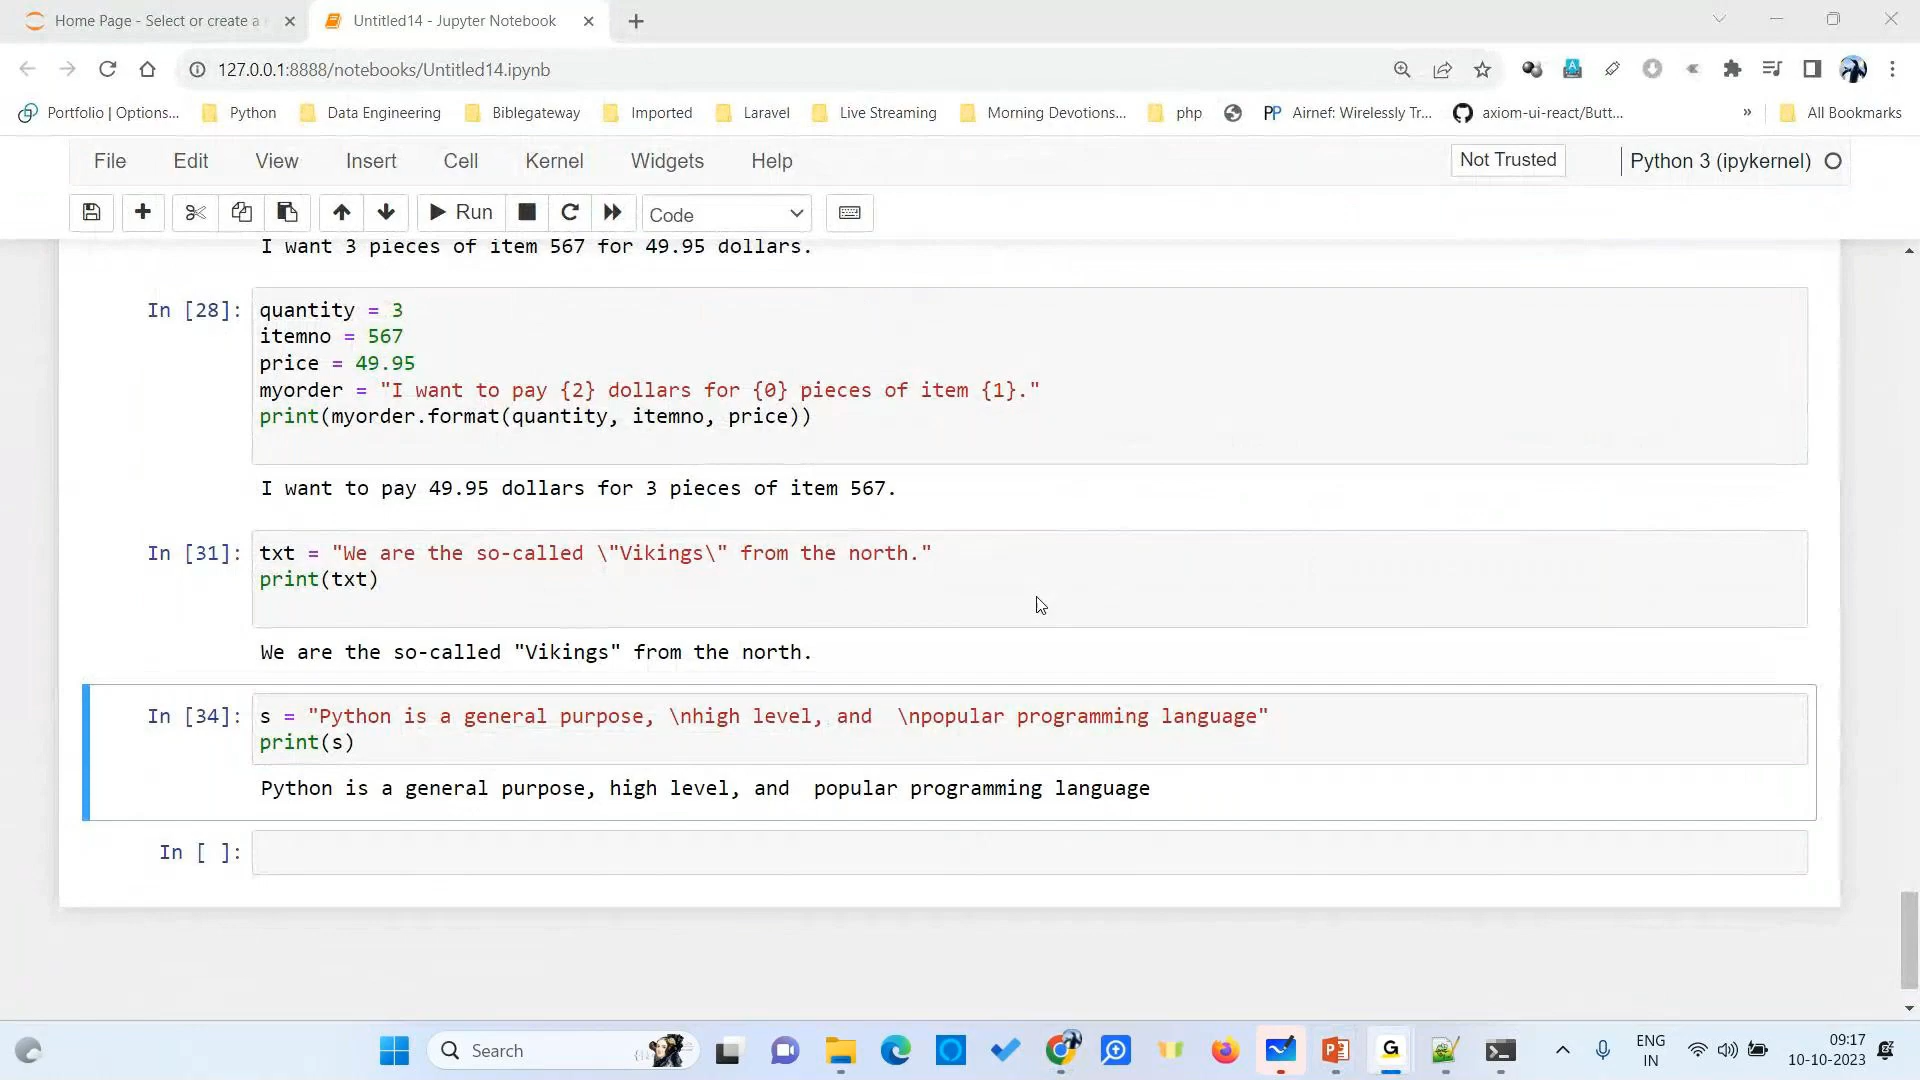 Home Page - Select or create a
Untitled14 - Jupyter Notebook
127.0.0.1:8888/notebooks/Untitled14.ipynb
Portfolio | Options...
Python
Data Engineering
Biblegateway
Imported
Laravel
Live Streaming
Morning Devotions...
php
PP
Airnef: Wirelessly Tr...
axiom-ui-react/Butt...
»
All Bookmarks
File
Edit
View
Insert
Cell
Kernel
Widgets
Help
Not Trusted
Python 3 (ipykernel)
Run
Code
I want 3 pieces of item 567 for 49.95 dollars.
In [28]:
quantity = 3
itemno = 567
price = 49.95
myorder = "I want to pay {2} dollars for {0} pieces of item {1}."
print(myorder.format(quantity, itemno, price))
I want to pay 49.95 dollars for 3 pieces of item 567.
In [31]:
txt = "We are the so-called \"Vikings\" from the north."
print(txt)
We are the so-called "Vikings" from the north.
In [34]:
s = "Python is a general purpose, \nhigh level, and  \npopular programming language"
print(s)
Python is a general purpose, high level, and  popular programming language
In [ ]:
Search
ENG
IN
09:17
10-10-2023